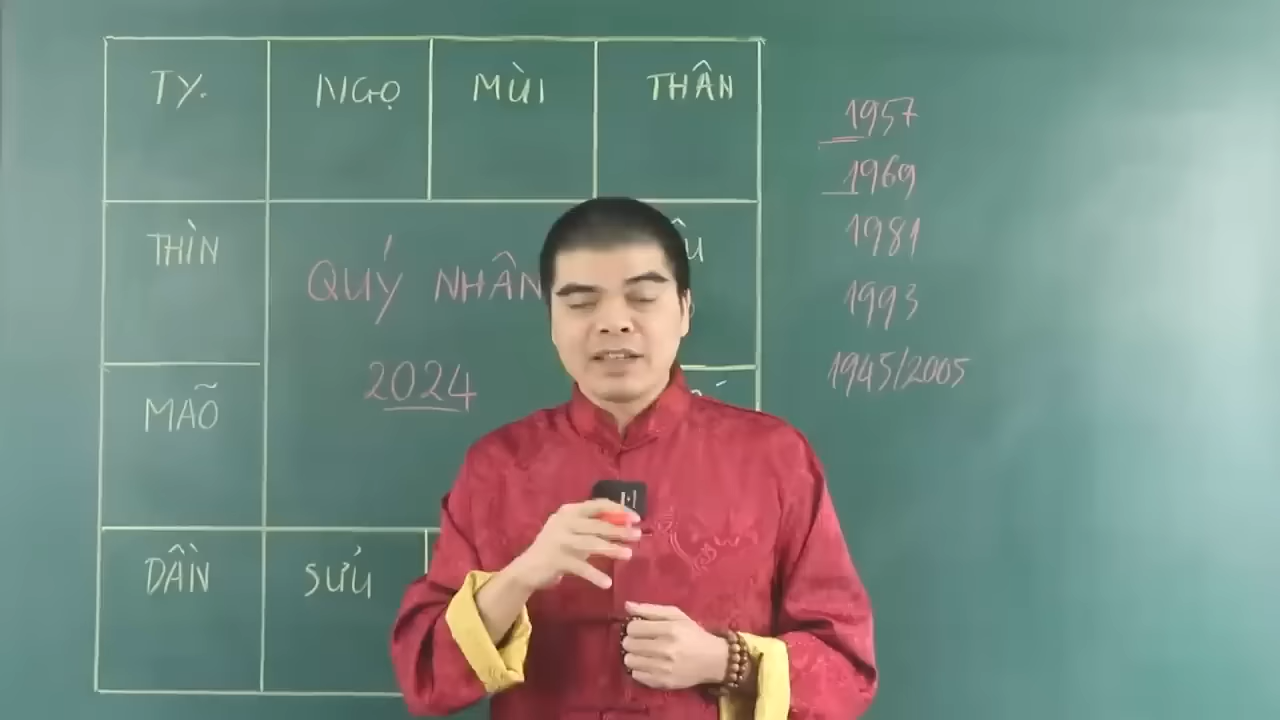 TY. NGỌ MÙI THÂN
THÌN
QUÝ NHÂN
2024
MÃO
DẦN SỬU
1957
1969
1981
1993
1945/2005